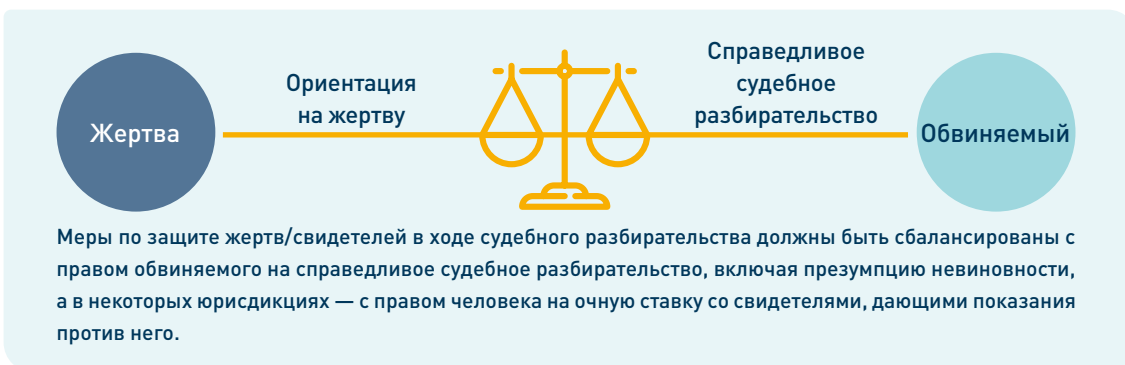 Жертва
Ориентация
на жертву
Справедливое
судебное
разбирательство
Обвиняемый
Меры по защите жертв/свидетелей в ходе судебного разбирательства должны быть сбалансированы с
правом обвиняемого на справедливое судебное разбирательство, включая презумпцию невиновности,
а в некоторых юрисдикциях — с правом человека на очную ставку со свидетелями, дающими показания
против него.